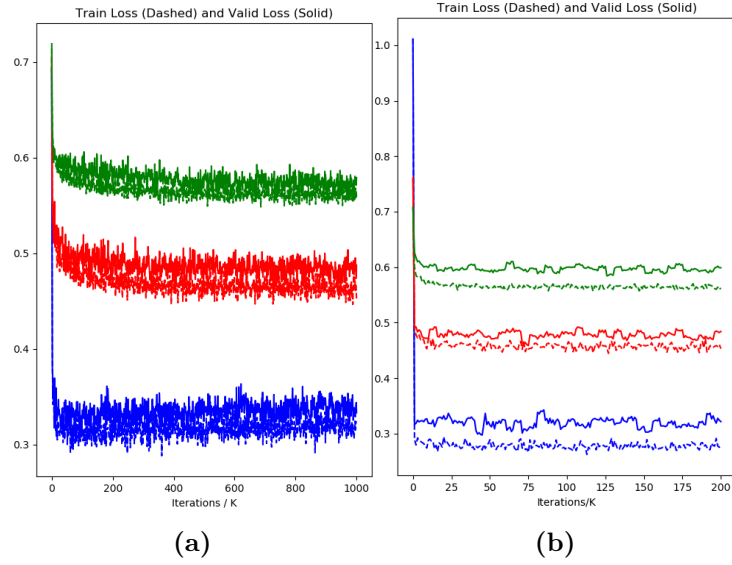 Train Loss (Dashed) and Valid Loss (Solid)
0.7
0.6
0.5
0.4
0.3
0 200 400 600 800 1000
Iterations / K
(a)
Train Loss (Dashed) and Valid Loss (Solid)
1.0
0.9
0.8
0.7
0.6
0.5
0.4
0.3
0 25 50 75 100 125 150 175 200
Iterations/K
(b)